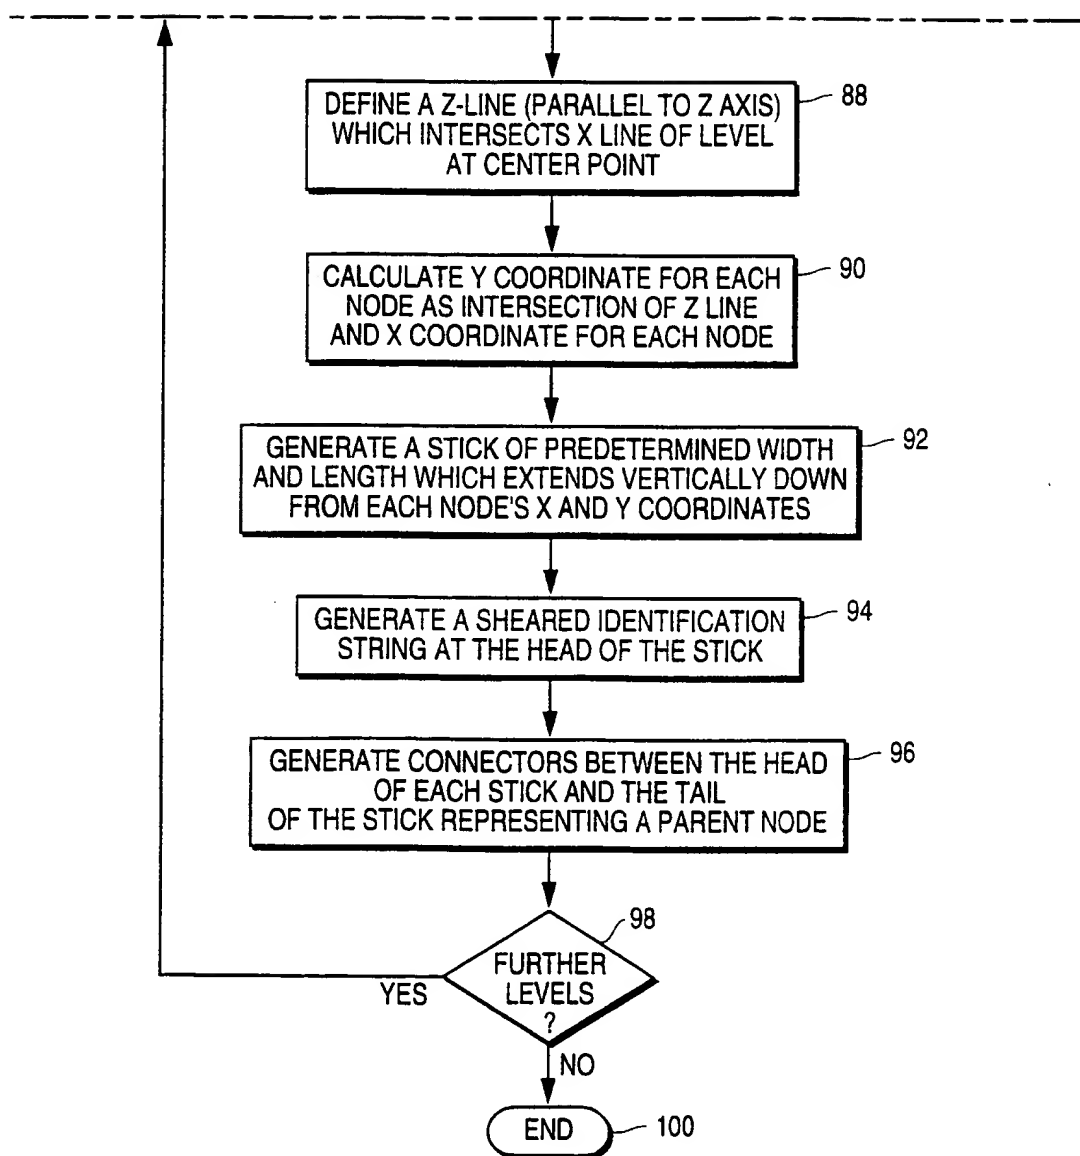 DEFINE A Z-LINE (PARALLEL TO Z AXIS)
WHICH INTERSECTS X LINE OF LEVEL
AT CENTER POINT
88
CALCULATE Y COORDINATE FOR EACH
NODE AS INTERSECTION OF Z LINE
AND X COORDINATE FOR EACH NODE
90
GENERATE A STICK OF PREDETERMINED WIDTH
AND LENGTH WHICH EXTENDS VERTICALLY DOWN
FROM EACH NODE'S X AND Y COORDINATES
92
GENERATE A SHEARED IDENTIFICATION
STRING AT THE HEAD OF THE STICK
94
GENERATE CONNECTORS BETWEEN THE HEAD
OF EACH STICK AND THE TAIL
OF THE STICK REPRESENTING A PARENT NODE
96
98
FURTHER
LEVELS
?
YES
NO
END
100